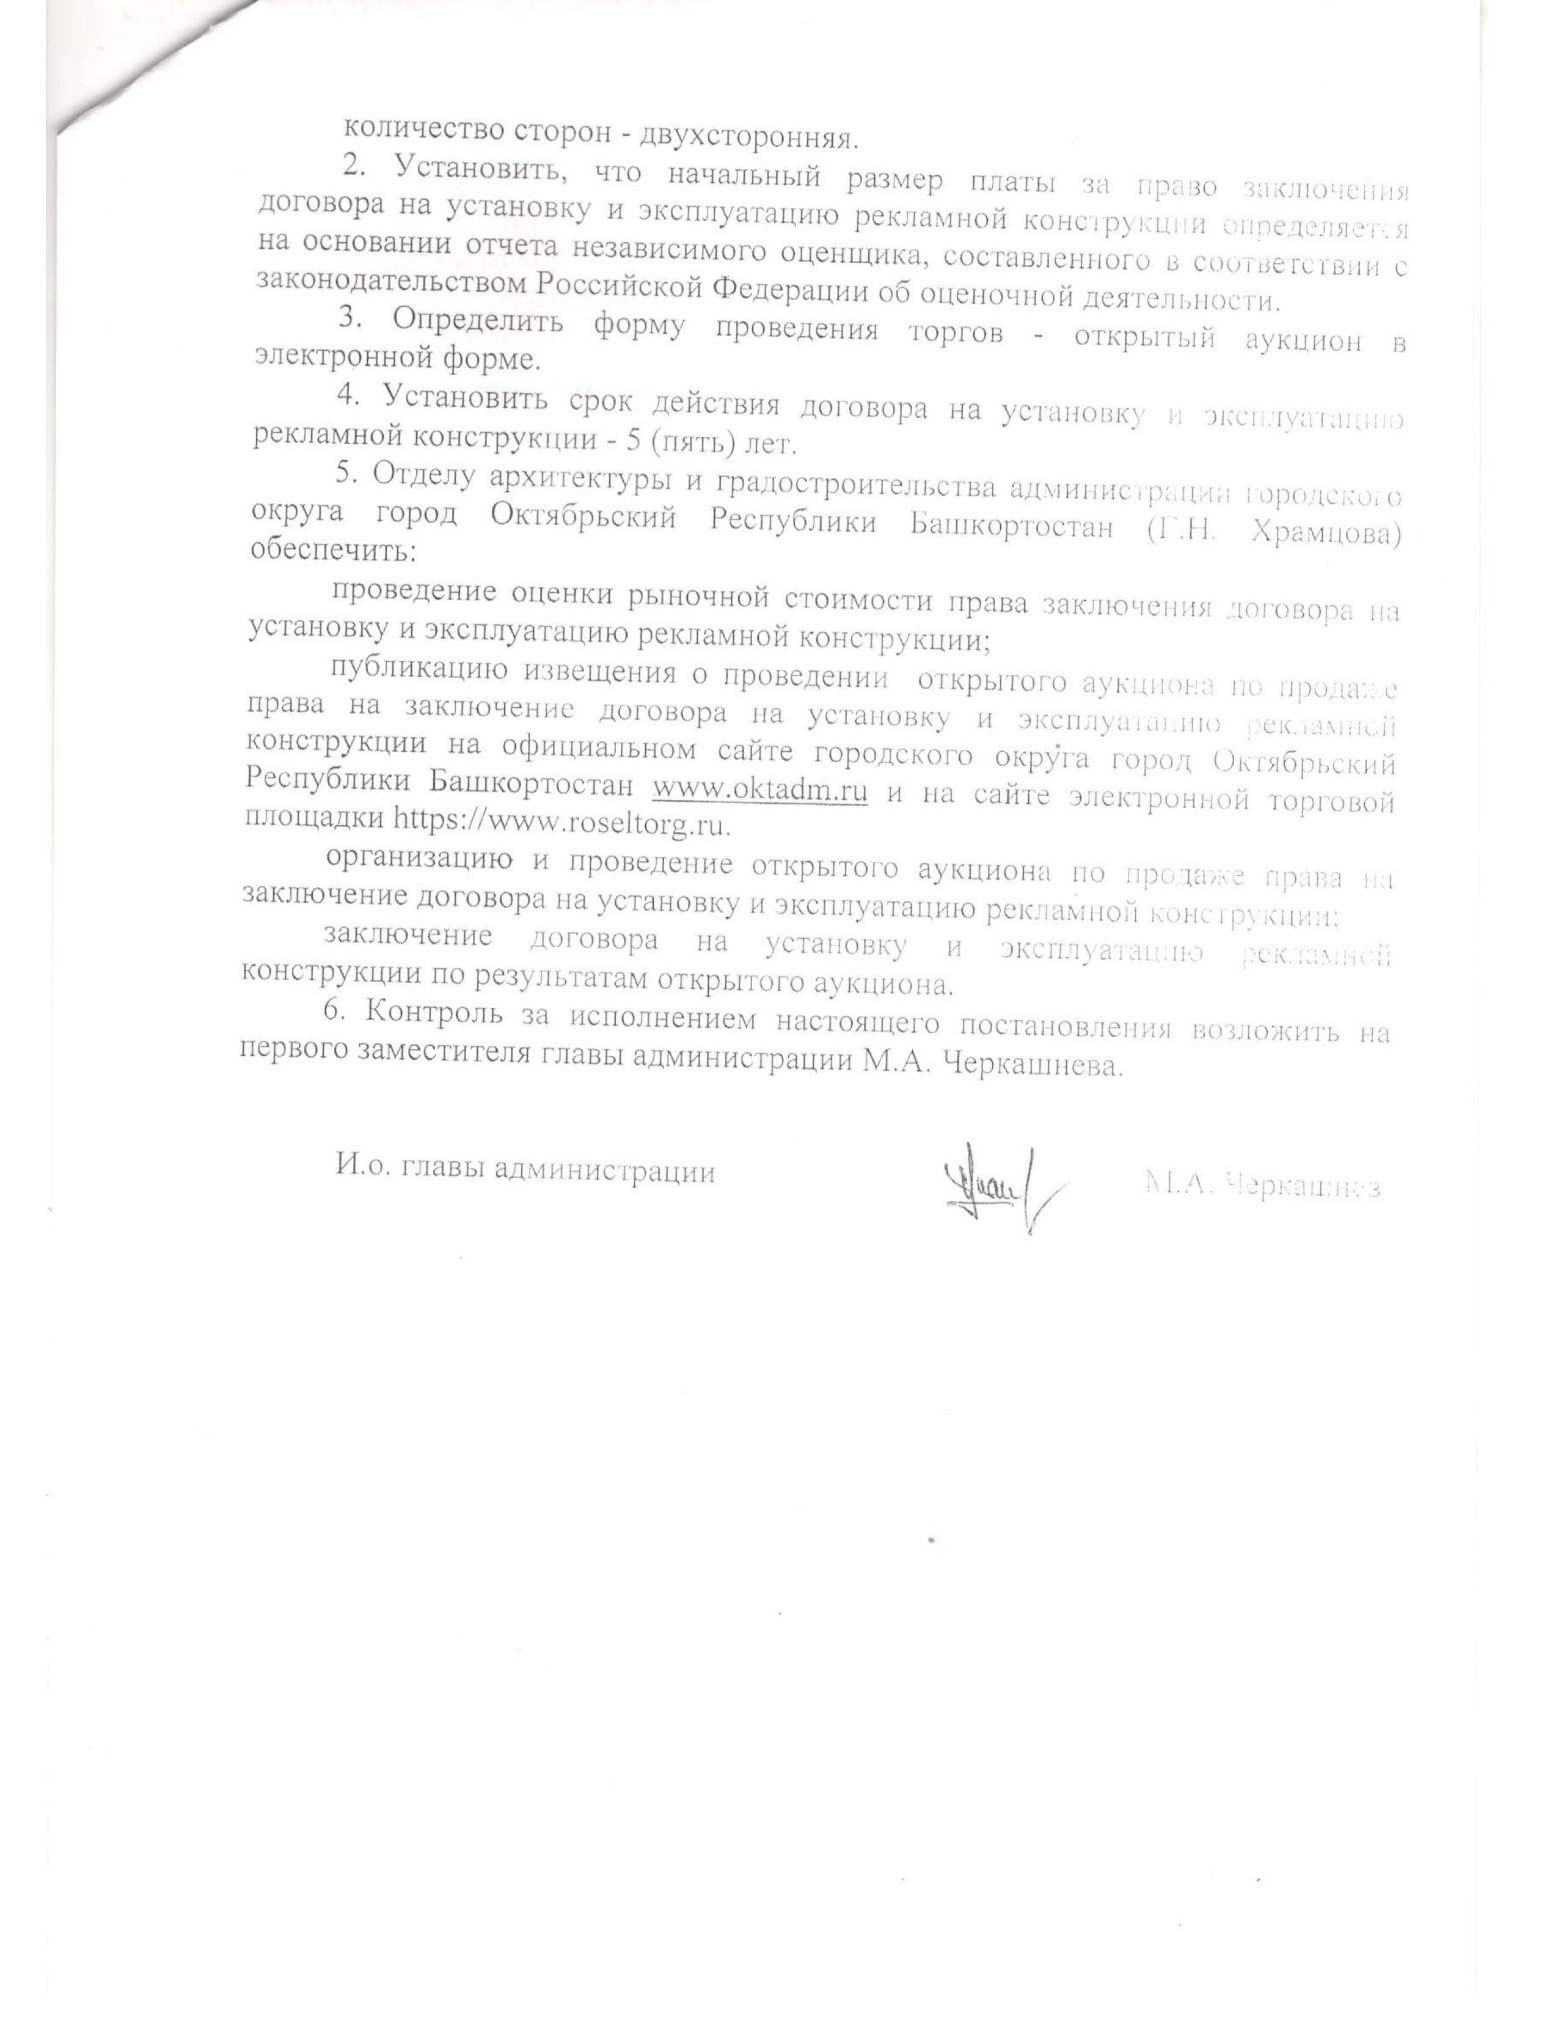 количество сторон - двухсторонняя.
2. Установить, что начальный размер платы за право заключения
договора на установку и эксплуатацию рекламной конструкции определяется
на основании отчета независимого оценщика, составленного в соответствии с
законодательством Российской Федерации об оценочной деятельности.
3. Определить форму проведения торгов - открытый аукцион в
электронной форме.
4. Установить срок действия договора на установку и эксплуатацию
рекламной конструкции - 5 (пять) лет.
5. Отделу архитектуры и градостроительства администрации городского
округа город Октябрьский Республики Башкортостан (Г.Н. Храмцова)
обеспечить:
проведение оценки рыночной стоимости права заключения договора на
установку и эксплуатацию рекламной конструкции;
публикацию извещения о проведении открытого аукциона по продаже
права на заключение договора на установку и эксплуатацию рекламной
конструкции на официальном сайте городского округа город Октябрьский
Республики Башкортостан www.oktadm.ru и на сайте электронной торговой
площадки https://www.roseltorg.ru.
организацию и проведение открытого аукциона по продаже права на
заключение договора на установку и эксплуатацию рекламной конструкции;
заключение договора на установку и эксплуатацию рекламной
конструкции по результатам открытого аукциона.
6. Контроль за исполнением настоящего постановления возложить на
первого заместителя главы администрации М.А. Черкашнева.
И.о. главы администрации М.А. Черкашнев